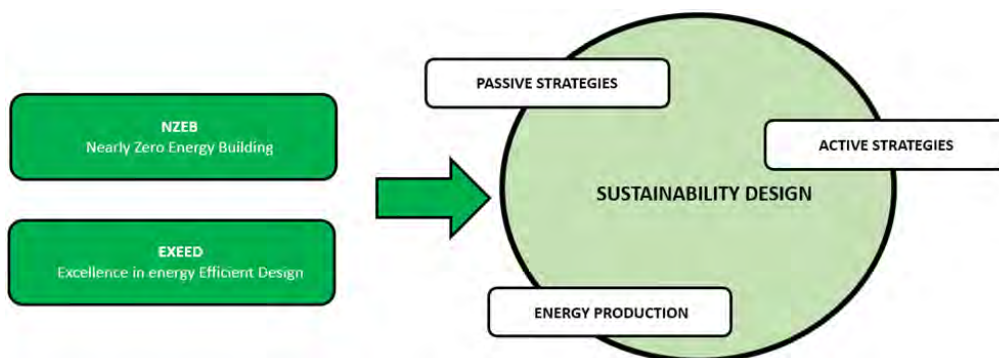 NZEB
Nearly Zero Energy Building
EXEED
Excellence in energy Efficient Design
PASSIVE STRATEGIES
ACTIVE STRATEGIES
SUSTAINABILITY DESIGN
ENERGY PRODUCTION